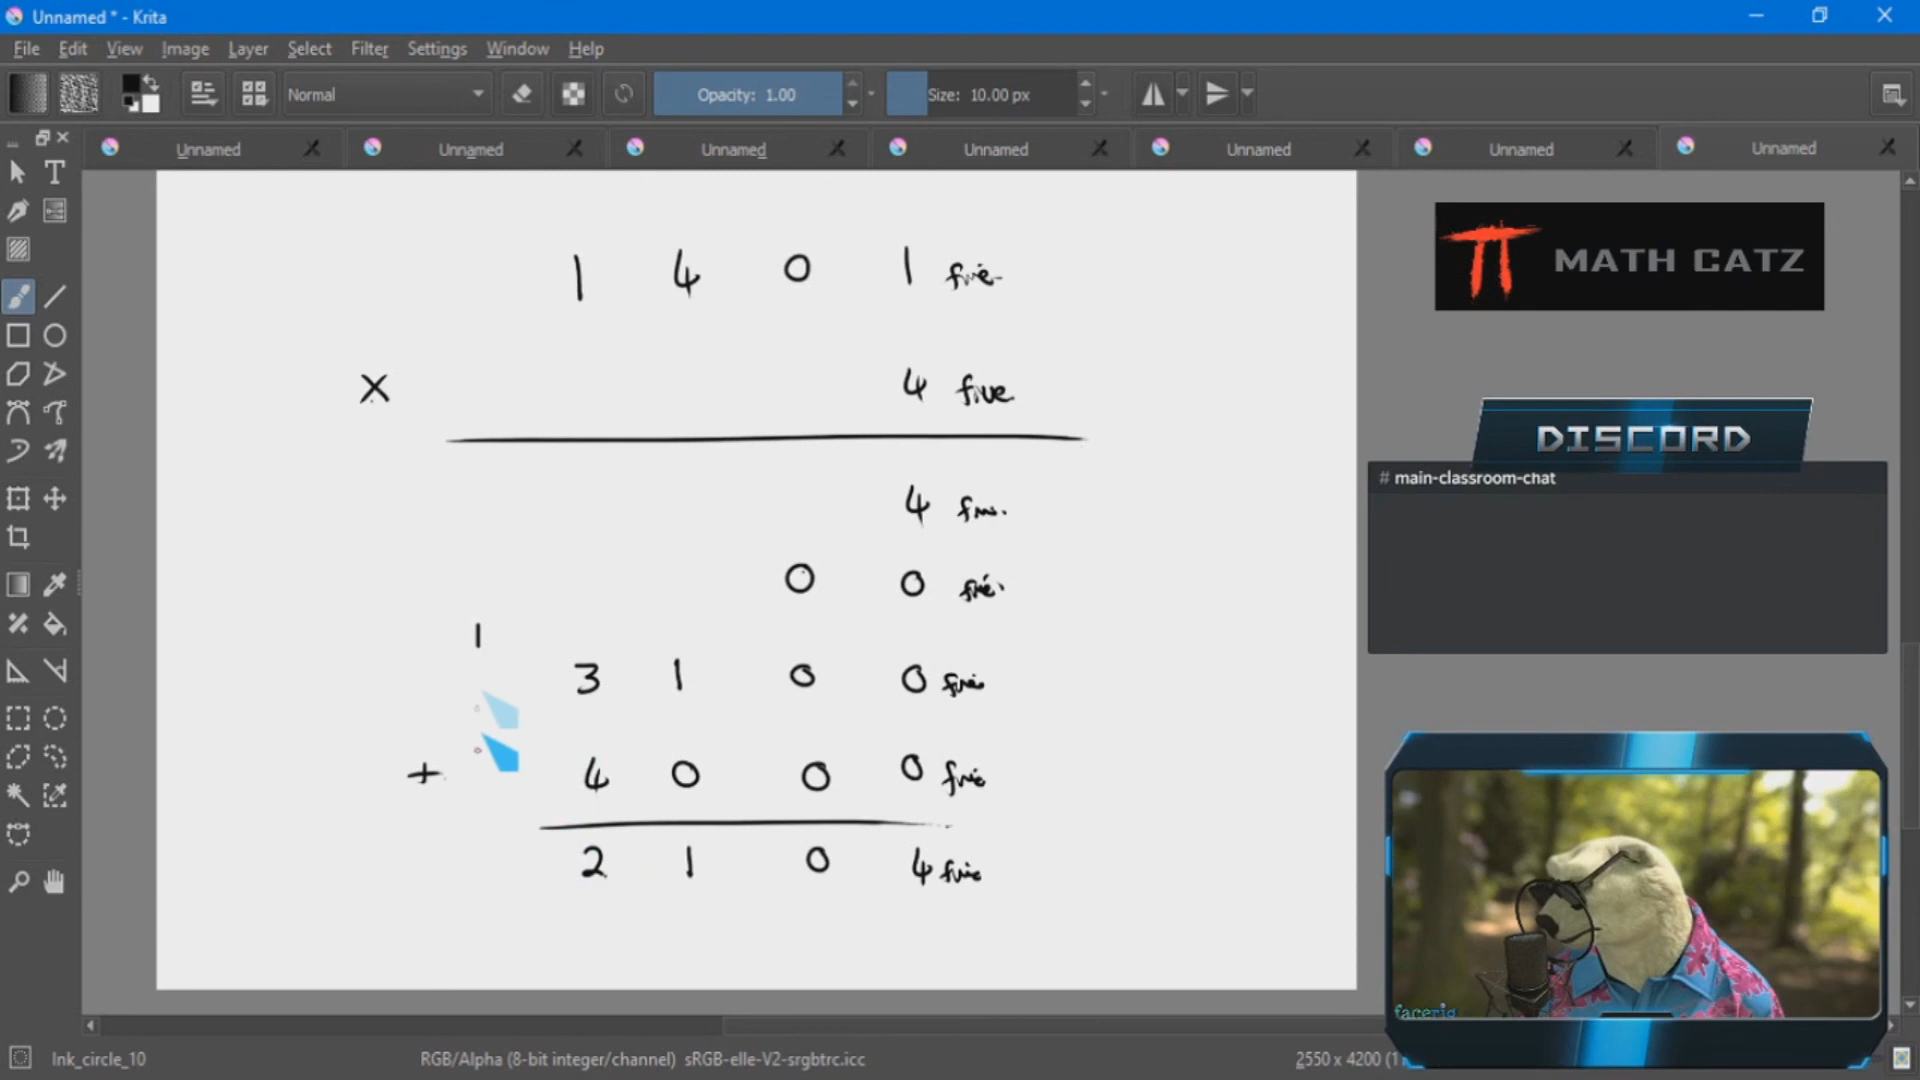 Unnamed * - Krita
File Edit View Image Layer Select Filter Settings Window Help
Normal Opacity: 1.00 Size: 10.00 px
Unnamed Unnamed Unnamed Unnamed Unnamed Unnamed Unnamed
MATH CATZ
1 4 0 1 five
× 4 five
DISCORD
# main-classroom-chat
4 five
0 0 five
1
3 1 0 0 five
+ 4 0 0 0 five
2 1 0 4 five
facerig
Ink_circle_10 RGB/Alpha (8-bit integer/channel) sRGB-elle-V2-srgbtrc.icc 2550 x 4200 (1